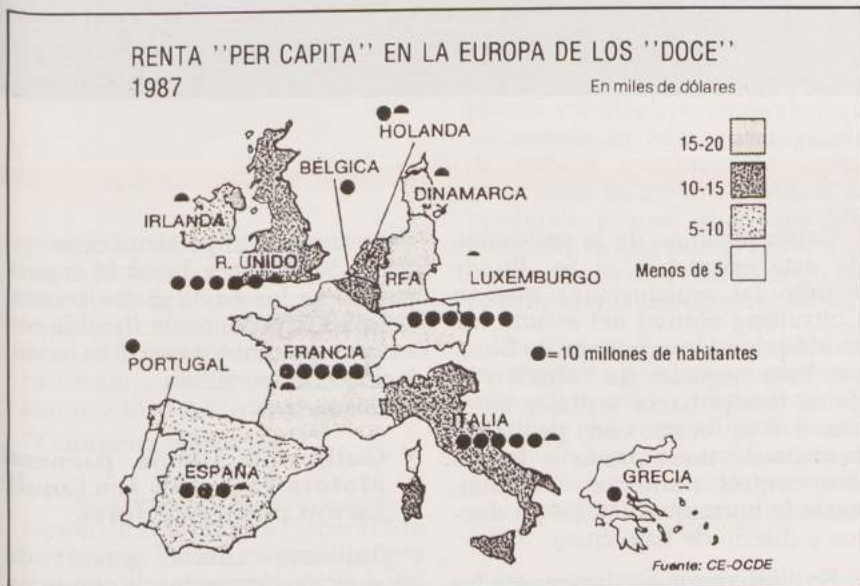 RENTA "PER CAPITA" EN LA EUROPA DE LOS "DOCE"
1987
En miles de dólares
15-20
10-15
5-10
Menos de 5
HOLANDA
BÉLGICA
DINAMARCA
IRLANDA
R. UNIDO
RFA
LUXEMBURGO
●=10 millones de habitantes
PORTUGAL
FRANCIA
ITALIA
ESPAÑA
GRECIA
Fuente: CE-OCDE